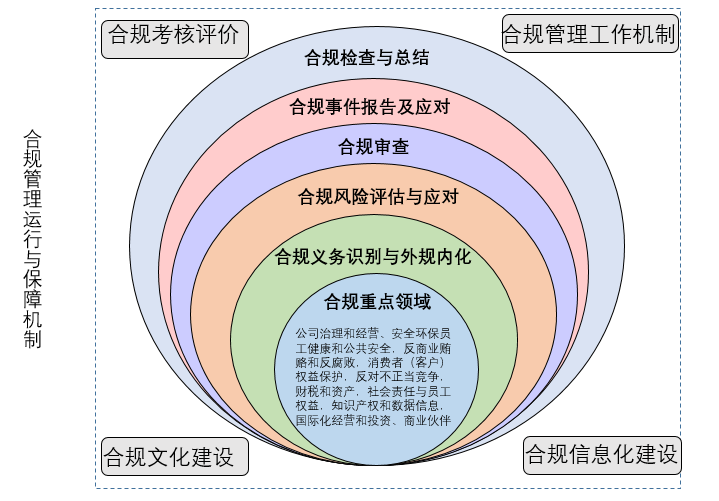 合规考核评价
合规管理工作机制
合规检查与总结
合规事件报告及应对
合规审查
合规风险评估与应对
合规义务识别与外规内化
合规重点领域
公司治理和经营、安全环保员
工健康和公共安全，反商业贿
赂和反腐败，消费者（客户）
权益保护，反对不正当竞争，
财税和资产，社会责任与员工
权益，知识产权和数据信息，
国际化经营和投资、商业伙伴
合规管理运行与保障机制
合规文化建设
合规信息化建设